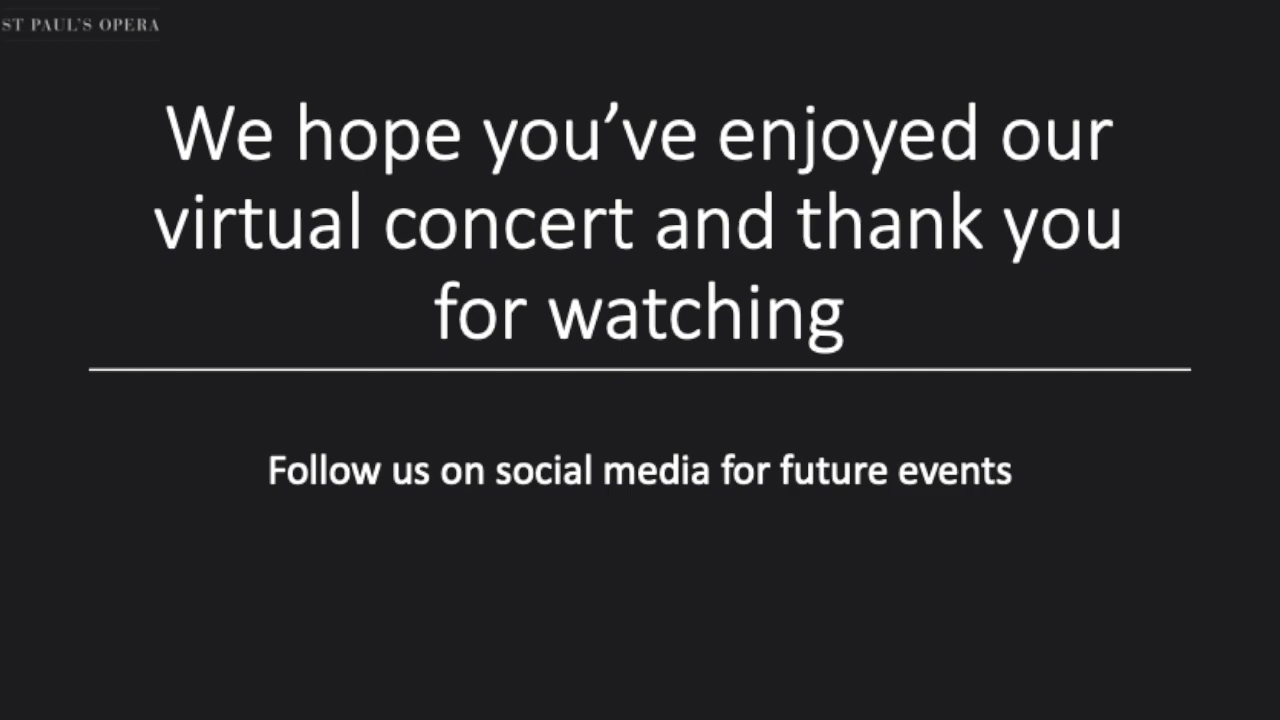 ST PAUL'S OPERA
We hope you’ve enjoyed our
virtual concert and thank you
for watching
Follow us on social media for future events